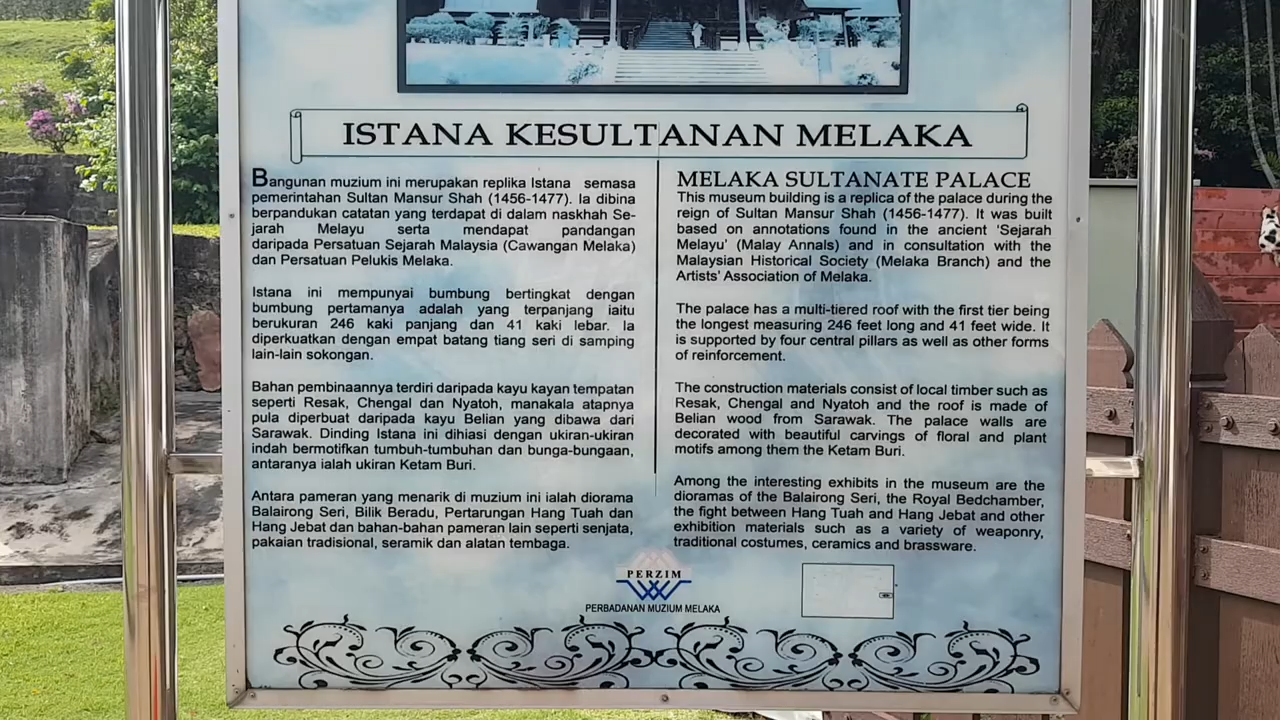 ISTANA KESULTANAN MELAKA
Bangunan muzium ini merupakan replika Istana semasa
pemerintahan Sultan Mansur Shah (1456-1477). Ia dibina
berpandukan catatan yang terdapat di dalam naskhah Se-
jarah Melayu serta mendapat pandangan
daripada Persatuan Sejarah Malaysia (Cawangan Melaka)
dan Persatuan Pelukis Melaka.
Istana ini mempunyai bumbung bertingkat dengan
bumbung pertamanya adalah yang terpanjang iaitu
berukuran 246 kaki panjang dan 41 kaki lebar. Ia
diperkuatkan dengan empat batang tiang seri di samping
lain-lain sokongan.
Bahan pembinaannya terdiri daripada kayu kayan tempatan
seperti Resak, Chengal dan Nyatoh, manakala atapnya
pula diperbuat daripada kayu Belian yang dibawa dari
Sarawak. Dinding Istana ini dihiasi dengan ukiran-ukiran
indah bermotifkan tumbuh-tumbuhan dan bunga-bungaan,
antaranya ialah ukiran Ketam Buri.
Antara pameran yang menarik di muzium ini ialah diorama
Balairong Seri, Bilik Beradu, Pertarungan Hang Tuah dan
Hang Jebat dan bahan-bahan pameran lain seperti senjata,
pakaian tradisional, seramik dan alatan tembaga.
MELAKA SULTANATE PALACE
This museum building is a replica of the palace during the
reign of Sultan Mansur Shah (1456-1477). It was built
based on annotations found in the ancient 'Sejarah
Melayu' (Malay Annals) and in consultation with the
Malaysian Historical Society (Melaka Branch) and the
Artists' Association of Melaka.
The palace has a multi-tiered roof with the first tier being
the longest measuring 246 feet long and 41 feet wide. It
is supported by four central pillars as well as other forms
of reinforcement.
The construction materials consist of local timber such as
Resak, Chengal and Nyatoh and the roof is made of
Belian wood from Sarawak. The palace walls are
decorated with beautiful carvings of floral and plant
motifs among them the Ketam Buri.
Among the interesting exhibits in the museum are the
dioramas of the Balairong Seri, the Royal Bedchamber,
the fight between Hang Tuah and Hang Jebat and other
exhibition materials such as a variety of weaponry,
traditional costumes, ceramics and brassware.
PERZIM
PERBADANAN MUZIUM MELAKA